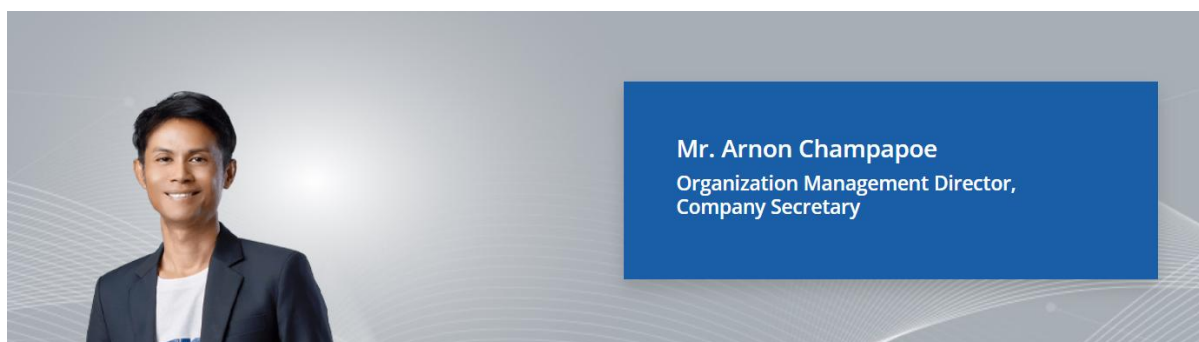 Mr. Arnon Champapoe
Organization Management Director,
Company Secretary